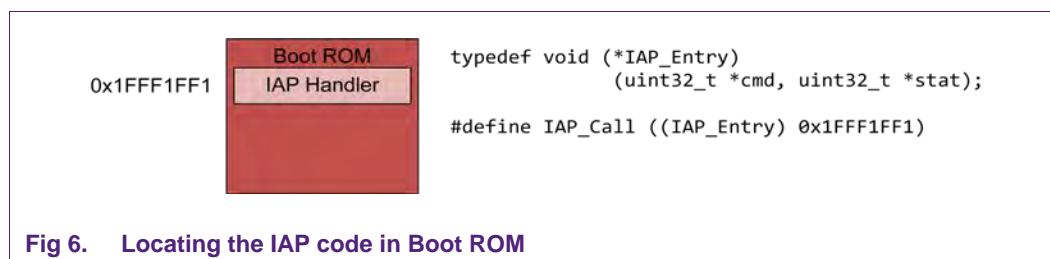 Boot ROM
0x1FFF1FF1
IAP Handler
typedef void (*IAP_Entry)
(uint32_t *cmd, uint32_t *stat);
#define IAP_Call ((IAP_Entry) 0x1FFF1FF1)
Fig 6. Locating the IAP code in Boot ROM